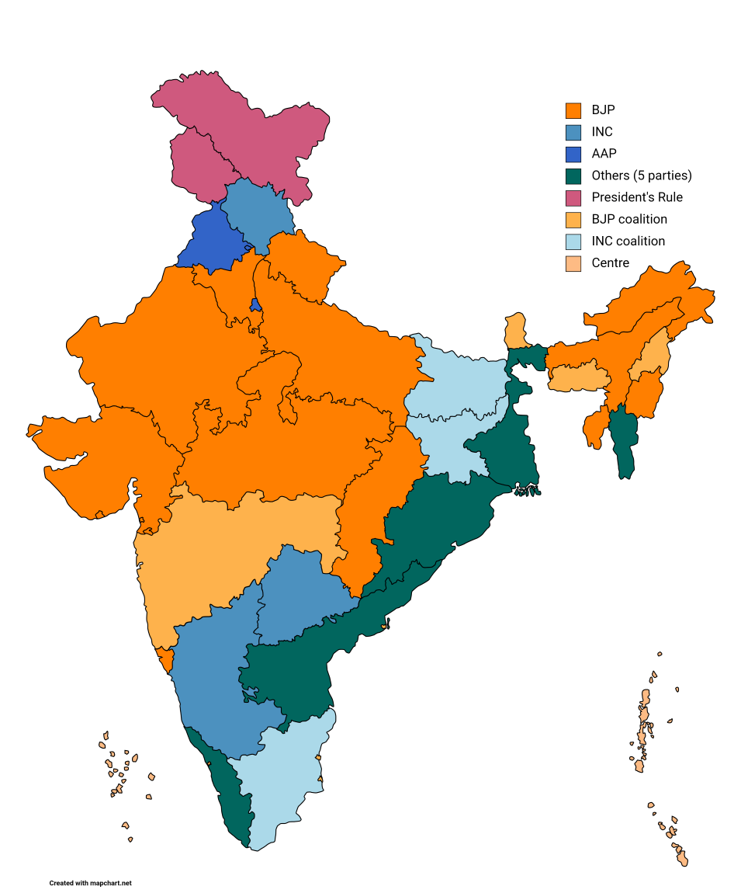 BJP
INC
AAP
Others (5 parties)
President's Rule
BJP coalition
INC coalition
Centre
Created with mapchart.net